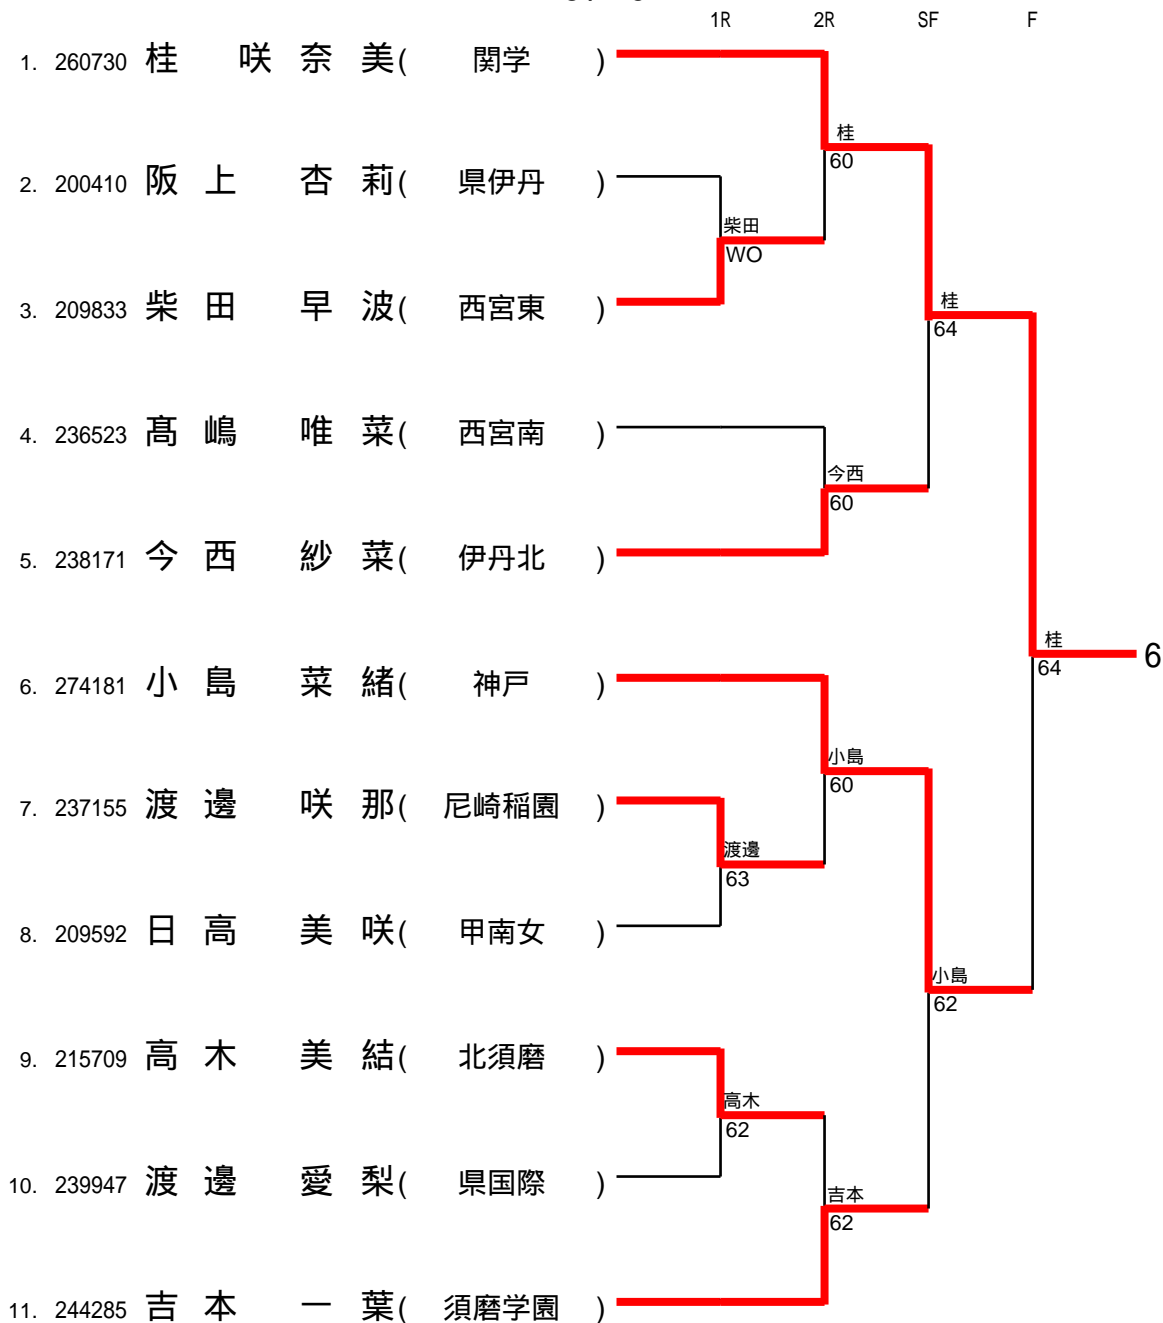 1R 2R SF F
1. 260730 桂 咲奈美( 関学 )
桂
60
2. 200410 阪上 杏莉( 県伊丹 )
柴田
WO
3. 209833 柴田 早波( 西宮東 )
桂
64
4. 236523 髙嶋 唯菜( 西宮南 )
今西
60
5. 238171 今西 紗菜( 伊丹北 )
桂
64
6
6. 274181 小島 菜緒( 神戸 )
小島
60
7. 237155 渡邊 咲那( 尼崎稲園 )
渡邊
63
8. 209592 日高 美咲( 甲南女 )
小島
62
9. 215709 高木 美結( 北須磨 )
高木
62
10. 239947 渡邊 愛梨( 県国際 )
吉本
62
11. 244285 吉本 一葉( 須磨学園 )